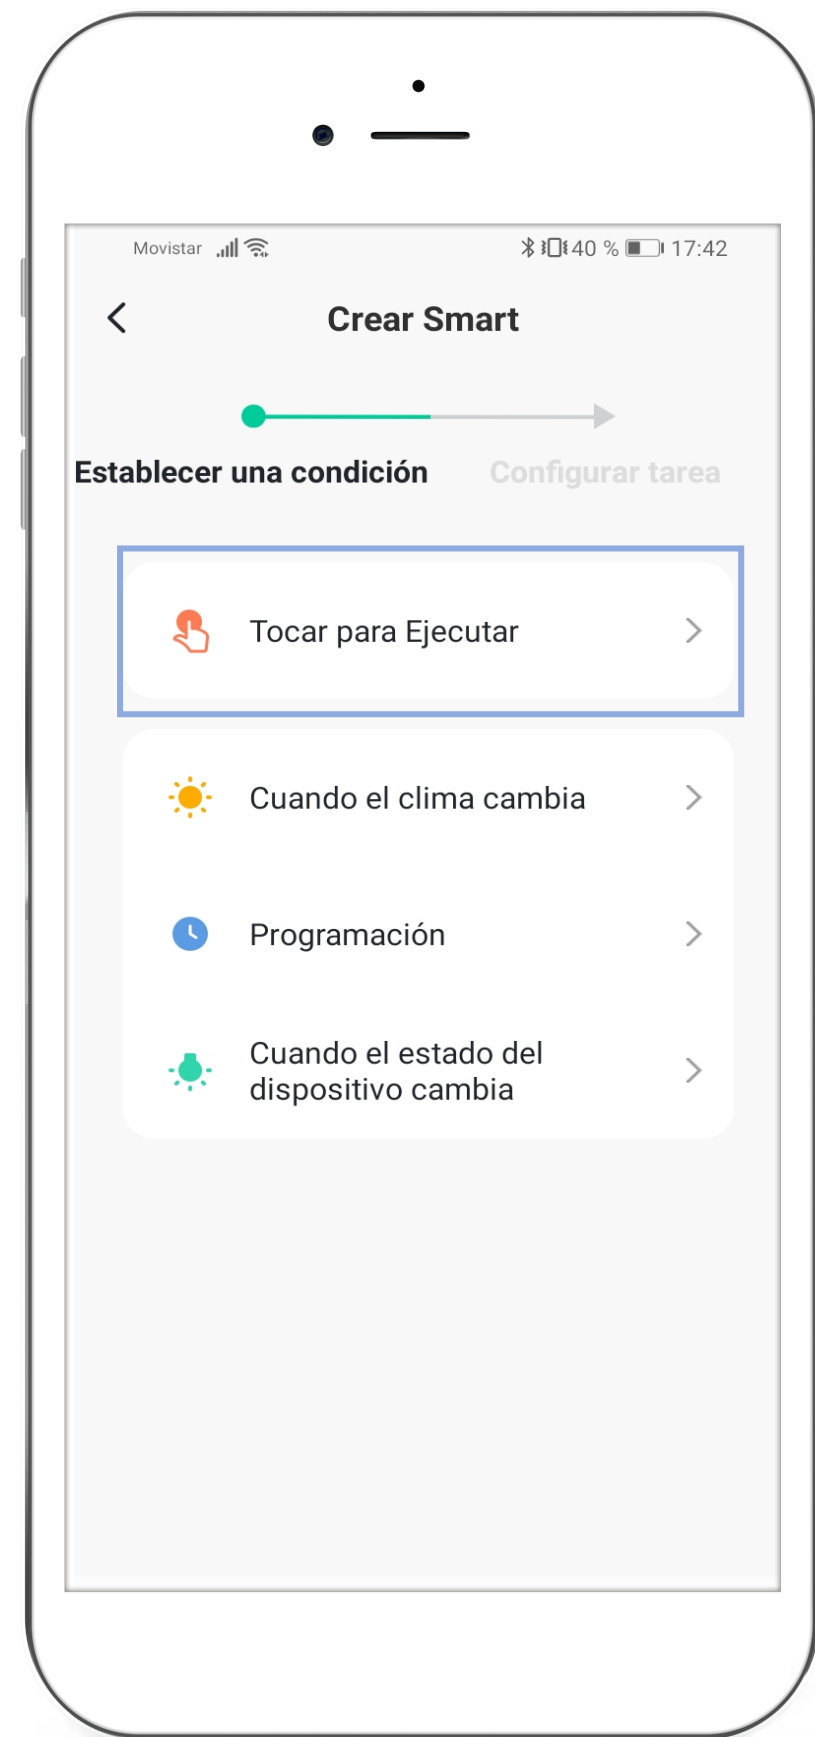 Movistar 40 % 17:42
Crear Smart
Establecer una condición Configurar tarea
Tocar para Ejecutar
Cuando el clima cambia
Programación
Cuando el estado del
dispositivo cambia